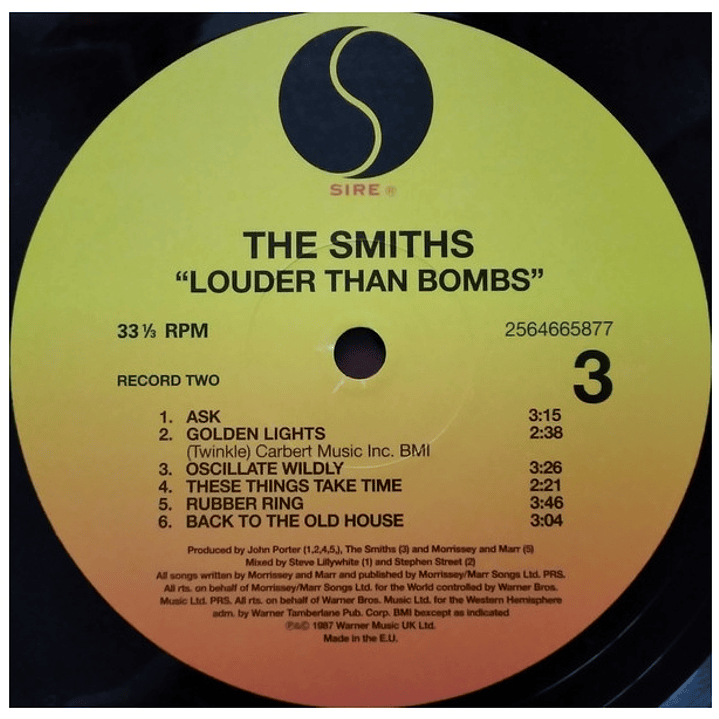 SIRE ®
THE SMITHS
“LOUDER THAN BOMBS”
33 ⅓ RPM
2564665877
3
RECORD TWO
1. ASK 3:15
2. GOLDEN LIGHTS 2:38
(Twinkle) Carbert Music Inc. BMI
3. OSCILLATE WILDLY 3:26
4. THESE THINGS TAKE TIME 2:21
5. RUBBER RING 3:46
6. BACK TO THE OLD HOUSE 3:04
Produced by John Porter (1,2,4,5,), The Smiths (3) and Morrissey and Marr (5)
Mixed by Steve Lillywhite (1) and Stephen Street (2)
All songs written by Morrissey and Marr and published by Morrissey/Marr Songs Ltd. PRS.
All rts. on behalf of Morrissey/Marr Songs Ltd. for the World controlled by Warner Bros.
Music Ltd. PRS. All rts. on behalf of Warner Bros. Music Ltd. for the Western Hemisphere
adm. by Warner Tamberlane Pub. Corp. BMI bexcept as indicated
℗&© 1987 Warner Music UK Ltd.
Made in the E.U.